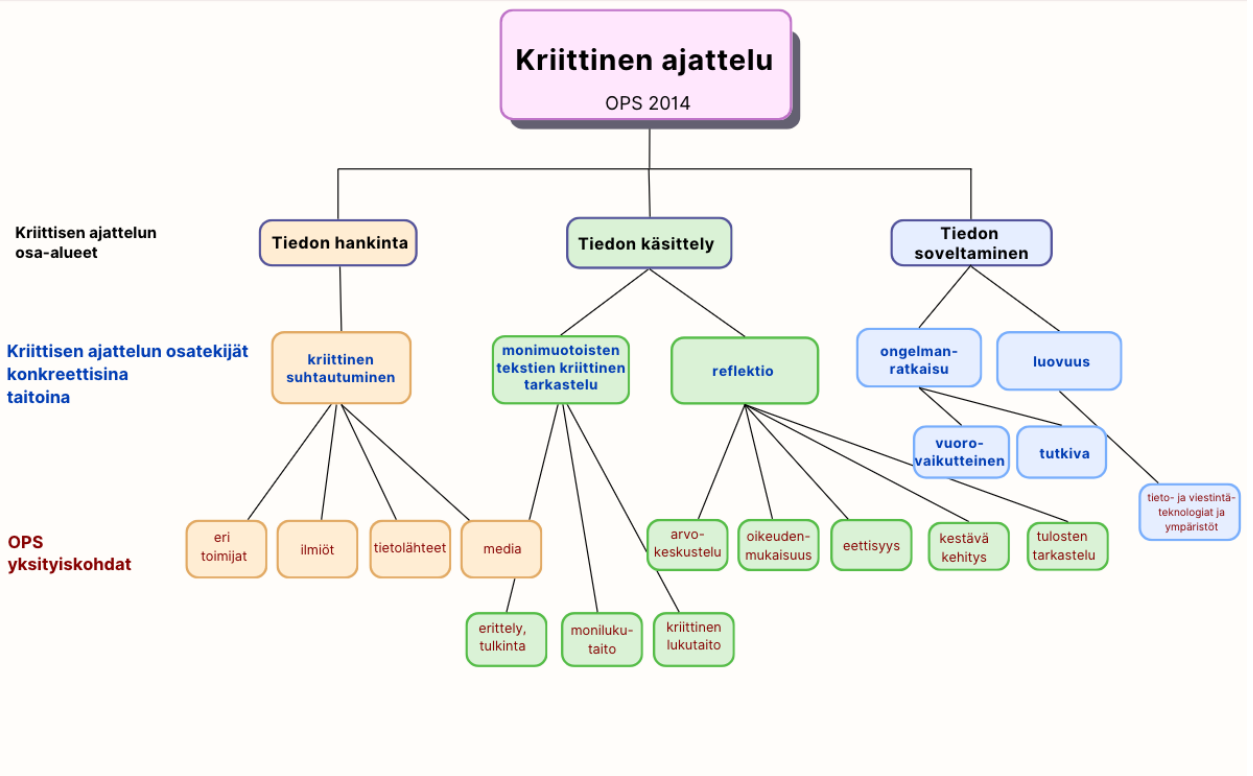 Kriittinen ajattelu
OPS 2014
Kriittisen ajattelun
osa-alueet
Tiedon hankinta
Tiedon käsittely
Tiedon
soveltaminen
Kriittisen ajattelun osatekijät
konkreettisina
taitoina
kriittinen
suhtautuminen
monimuotoisten
tekstien kriittinen
tarkastelu
reflektio
ongelman-
ratkaisu
luovuus
vuoro-
vaikutteinen
tutkiva
tieto- ja viestintä-
teknologiat ja
ympäristöt
OPS
yksityiskohdat
eri
toimijat
ilmiöt
tietolähteet
media
arvo-
keskustelu
oikeuden-
mukaisuus
eettisyys
kestävä
kehitys
tulosten
tarkastelu
erittely,
tulkinta
moniluku-
taito
kriittinen
lukutaito